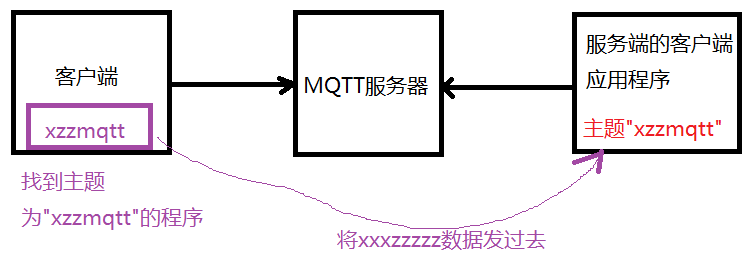 客户端
xzzmqtt
找到主题
为"xzzmqtt"的程序
MQTT服务器
服务端的客户端
应用程序
主题"xzzmqtt"
将xxxzzzzz数据发过去